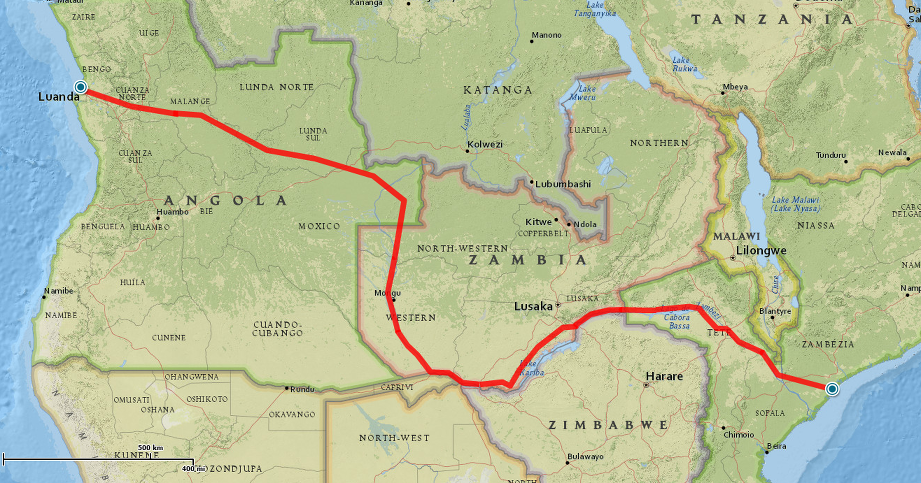 Matadi
ZAIRE
UIGE
BENGO
Luanda
CUANZA
NORTE
MALANGE
LUNDA NORTE
LUNDA
SUL
CUANZA
SUL
ANGOLA
Huambo
BIÉ
BENGUELA
HUAMBO
MOXICO
HUILA
Namibe
NAMIBE
CUNENE
CUANDO-
CUBANGO
OHANGWENA
Rundu
CAPRIVI
OMUSATI
OSHANA
OSHIKOTO
OKAVANGO
KUNENE
OZONDJUPA
NORTH-WEST
500 km
Kananga
Manono
KATANGA
Lualaba
Kolwezi
Lubumbashi
Lake
Tanganyika
TANZANIA
Lake
Rukwa
Mbeya
Lake
Mweru
LUAPULA
NORTHERN
Tunduru
Newala
Kitwe
Ndola
COPPERBELT
NORTH-WESTERN
ZAMBIA
Mongu
WESTERN
Lusaka
LUSAKA
Lake
Kariba
Lake Malawi
(Lake Nyasa)
NIASSA
MALAWI
Lilongwe
Blantyre
Cabora
Bassa
TETE
ZAMBÉZIA
Harare
ZIMBABWE
Bulawayo
SOFALA
Chimoio
Beira